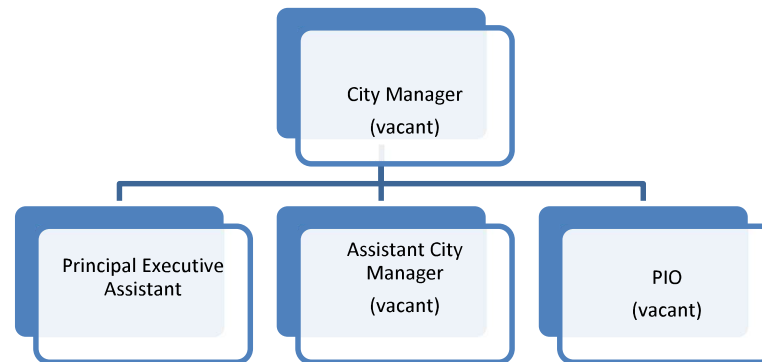 City Manager
(vacant)
Principal Executive
Assistant
Assistant City
Manager
(vacant)
PIO
(vacant)